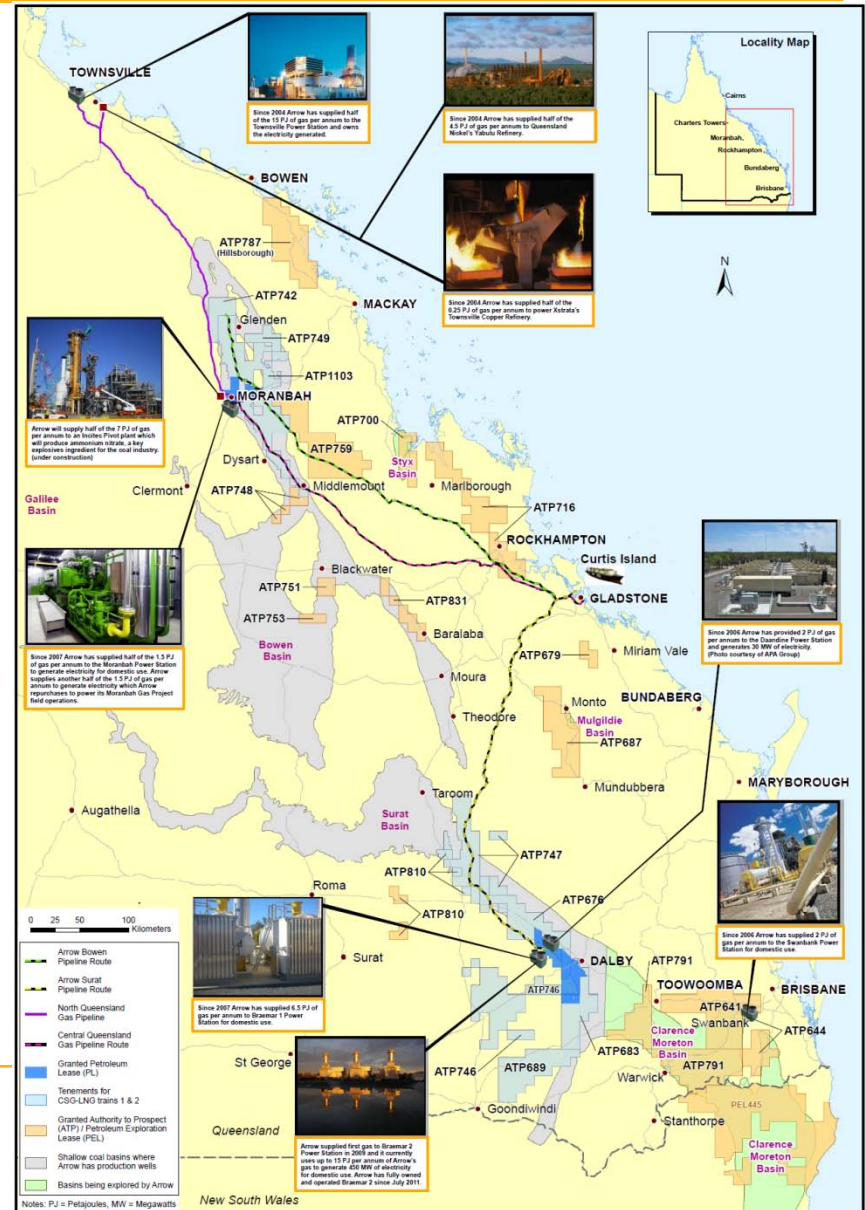 Locality Map
Cairns
Charters Towers
Moranbah
Rockhampton
Bundaberg
Brisbane
N
TOWNSVILLE
Since 2004 Arrow has supplied half
of the 15 PJ of gas per annum to the
Townsville Power Station and owns
the electricity generated.
Since 2004 Arrow has supplied half of the
4.5 PJ of gas per annum to Queensland
Nickel's Yabulu Refinery.
BOWEN
ATP787
(Hillsborough)
Since 2004 Arrow has supplied half of the
0.25 PJ of gas per annum to power Xstrata's
Townsville Copper Refinery.
ATP742
MACKAY
Glenden
ATP749
ATP1103
MORANBAH
Arrow will supply half of the 7 PJ of gas
per annum to an Incitec Pivot plant which
will produce ammonium nitrate, a key
explosives ingredient for the coal industry.
(under construction)
ATP700
ATP759
Styx
Basin
Dysart
Clermont
ATP748
Middlemount
Marlborough
ATP716
Galilee
Basin
ROCKHAMPTON
Curtis Island
GLADSTONE
Blackwater
ATP751
ATP831
ATP753
Baralaba
Bowen
Basin
Since 2007 Arrow has supplied half of the 1.5 PJ
of gas per annum to the Moranbah Power Station
to generate electricity for domestic use. Arrow
supplies another half of the 1.5 PJ of gas per
annum to generate electricity which Arrow
repurchases to power its Moranbah Gas Project
field operations.
Since 2006 Arrow has provided 2 PJ of gas
per annum to the Daandine Power Station
and generates 30 MW of electricity.
(Photo courtesy of APA Group)
ATP679
Miriam Vale
Moura
Monto
BUNDABERG
Theodore
Mulgildie
Basin
ATP687
Mundubbera
MARYBOROUGH
Taroom
Augathella
Surat
Basin
ATP747
ATP810
Roma
ATP676
ATP810
Since 2006 Arrow has supplied 2 PJ of
gas per annum to the Swanbank Power
Station for domestic use.
Surat
DALBY
ATP791
ATP746
TOOWOOMBA
BRISBANE
ATP641
Swanbank
ATP644
Since 2007 Arrow has supplied 6.5 PJ of
gas per annum to Braemar 1 Power
Station for domestic use.
Clarence
Moreton
Basin
ATP683
St George
ATP746
ATP689
ATP791
Warwick
Goondiwindi
PEL445
Stanthorpe
Queensland
Clarence
Moreton
Basin
Arrow supplied first gas to Braemar 2
Power Station in 2009 and it currently
uses up to 15 PJ per annum of Arrow's
gas to generate 450 MW of electricity
for domestic use. Arrow has fully owned
and operated Braemar 2 since July 2011.
New South Wales
0 25 50 100
Kilometers
Arrow Bowen
Pipeline Route
Arrow Surat
Pipeline Route
North Queensland
Gas Pipeline
Central Queensland
Gas Pipeline Route
Granted Petroleum
Lease (PL)
Tenements for
CSG-LNG trains 1 & 2
Granted Authority to Prospect
(ATP) / Petroleum Exploration
Lease (PEL)
Shallow coal basins where
Arrow has production wells
Basins being explored by Arrow
Notes: PJ = Petajoules, MW = Megawatts